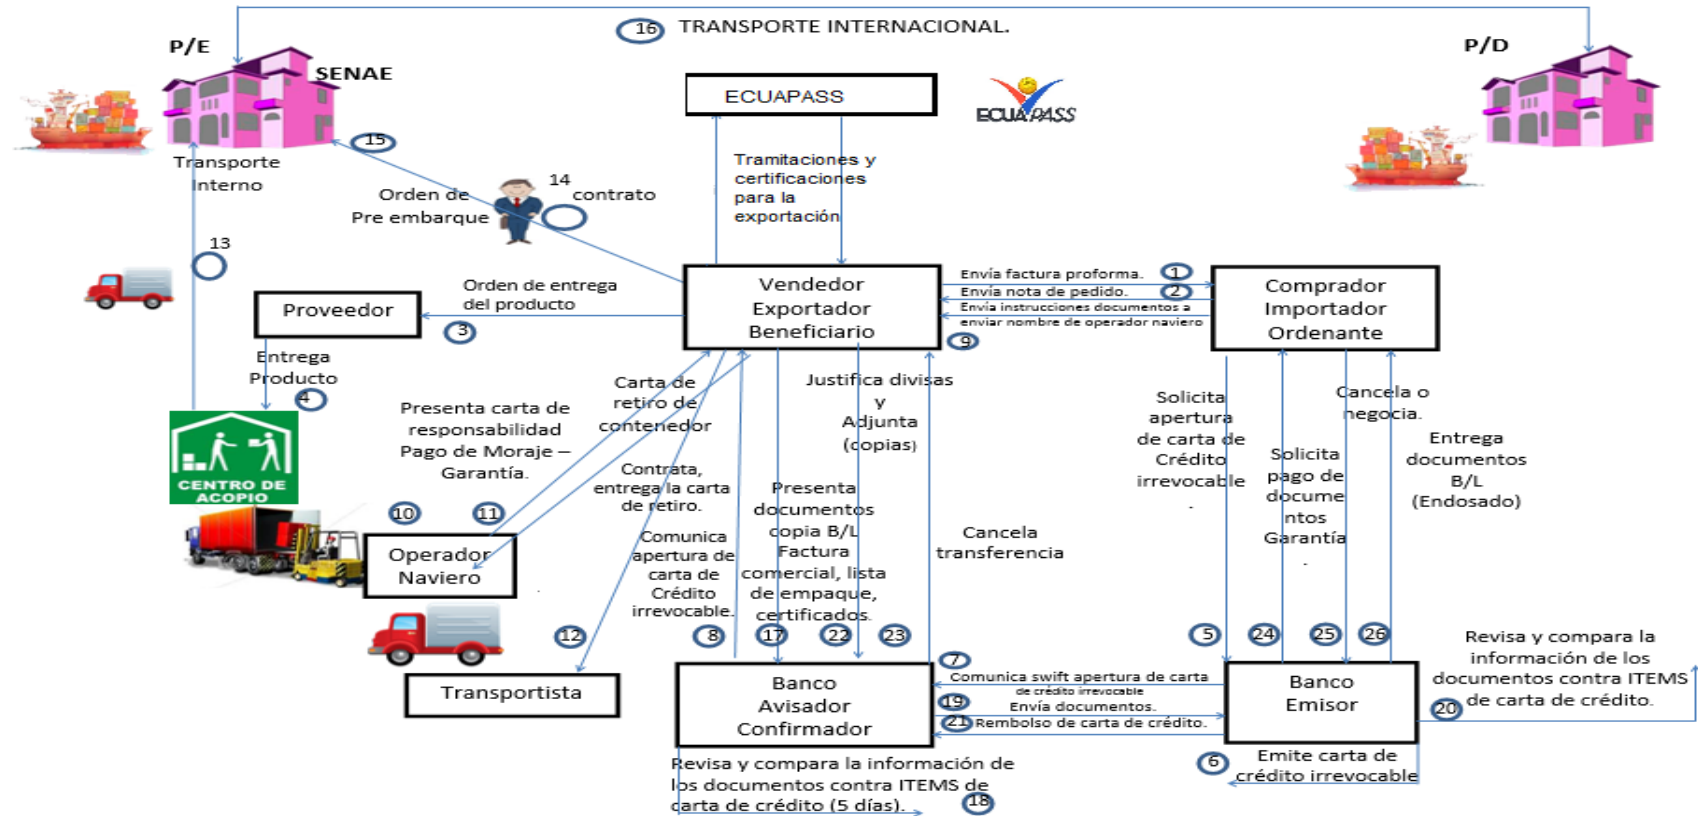 16 TRANSPORTE INTERNACIONAL.
P/E
SENAE
P/D
ECUAPASS
ECUAPASS
15
Transporte
Interno
Tramitaciones y
certificaciones
para la
exportación
14
contrato
Orden de
Pre embarque
13
Vendedor
Exportador
Beneficiario
Envía factura proforma. 1
Envía nota de pedido. 2
Envía instrucciones documentos a
enviar nombre de operador naviero
9
Comprador
Importador
Ordenante
Orden de entrega
del producto
3
Proveedor
Entrega
Producto
4
CENTRO DE
ACOPIO
Presenta carta de
responsabilidad
Pago de Moraje –
Garantía.
Carta de
retiro de
contenedor
10
11
Operador
Naviero
Contrata,
entrega la carta
de retiro.
12
Transportista
Comunica
apertura de
carta de
Crédito
irrevocable.
8
Presenta
documentos
copia B/L
Factura
comercial, lista
de empaque,
certificados.
17
Justifica divisas
y
Adjunta
(copias)
22
23
Cancela
transferencia
Solicita
apertura
de carta de
Crédito
irrevocable
.
5
Solicita
pago de
docume
ntos
Garantía
.
24
Cancela o
negocia.
25
Entrega
documentos
B/L
(Endosado)
26
Banco
Avisador
Confirmador
7
Comunica swift apertura de carta
de crédito irrevocable
19
Envía documentos.
21 Rembolso de carta de crédito.
Banco
Emisor
Revisa y compara la
información de los
documentos contra ITEMS
de carta de crédito.
20
6
Emite carta de
crédito irrevocable
Revisa y compara la información de
los documentos contra ITEMS de
carta de crédito (5 días).
18